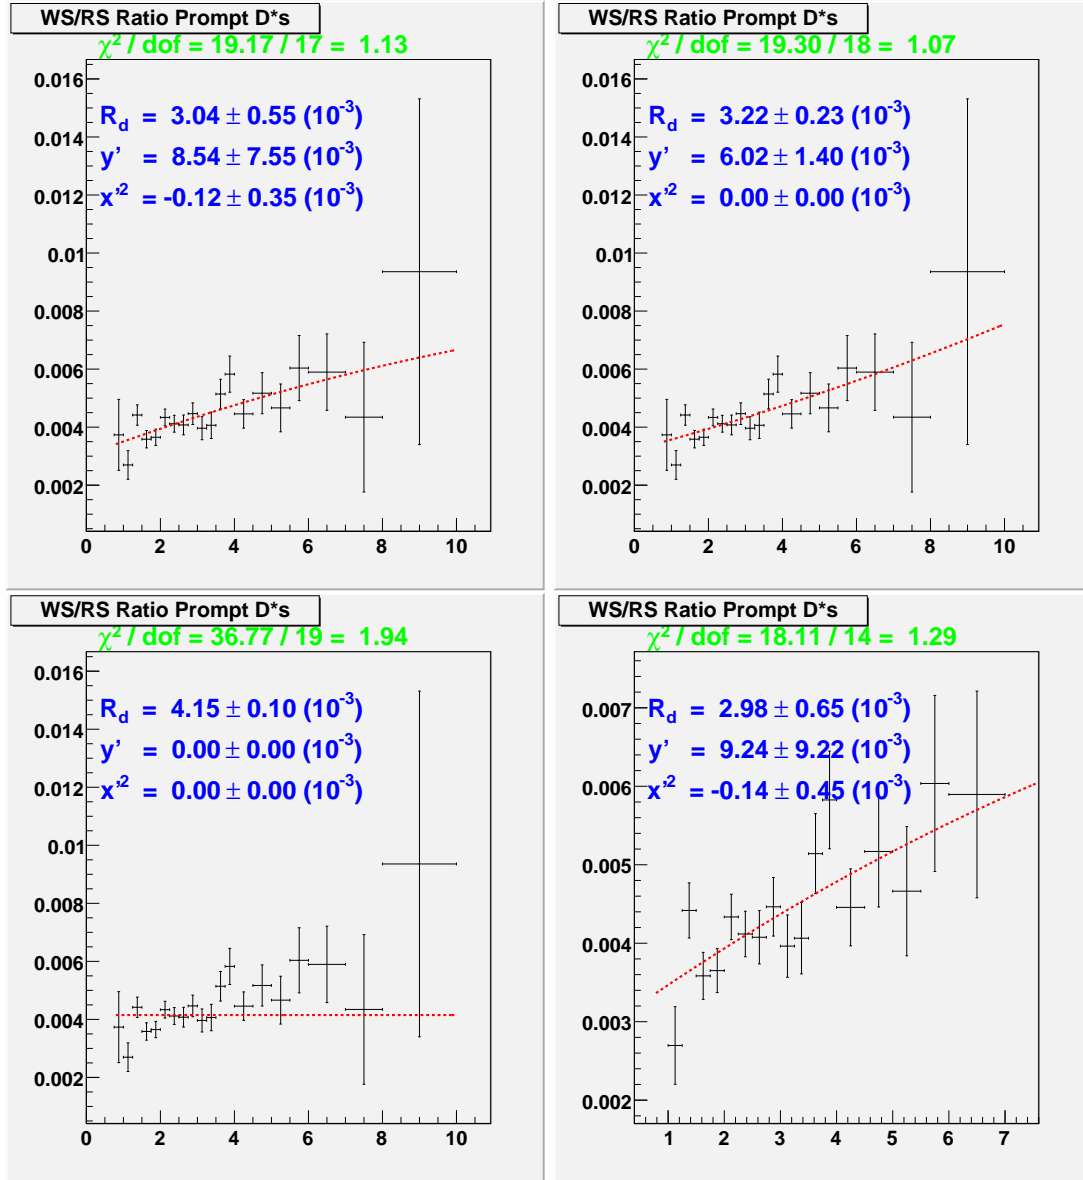 WS/RS Ratio Prompt D*s
χ² / dof = 19.17 / 17 = 1.13
R_d = 3.04 ± 0.55 (10⁻³)
y' = 8.54 ± 7.55 (10⁻³)
x'² = -0.12 ± 0.35 (10⁻³)
0.016
0.014
0.012
0.01
0.008
0.006
0.004
0.002
0 2 4 6 8 10
WS/RS Ratio Prompt D*s
χ² / dof = 19.30 / 18 = 1.07
R_d = 3.22 ± 0.23 (10⁻³)
y' = 6.02 ± 1.40 (10⁻³)
x'² = 0.00 ± 0.00 (10⁻³)
0.016
0.014
0.012
0.01
0.008
0.006
0.004
0.002
0 2 4 6 8 10
WS/RS Ratio Prompt D*s
χ² / dof = 36.77 / 19 = 1.94
R_d = 4.15 ± 0.10 (10⁻³)
y' = 0.00 ± 0.00 (10⁻³)
x'² = 0.00 ± 0.00 (10⁻³)
0.016
0.014
0.012
0.01
0.008
0.006
0.004
0.002
0 2 4 6 8 10
WS/RS Ratio Prompt D*s
χ² / dof = 18.11 / 14 = 1.29
R_d = 2.98 ± 0.65 (10⁻³)
y' = 9.24 ± 9.22 (10⁻³)
x'² = -0.14 ± 0.45 (10⁻³)
0.007
0.006
0.005
0.004
0.003
0.002
1 2 3 4 5 6 7